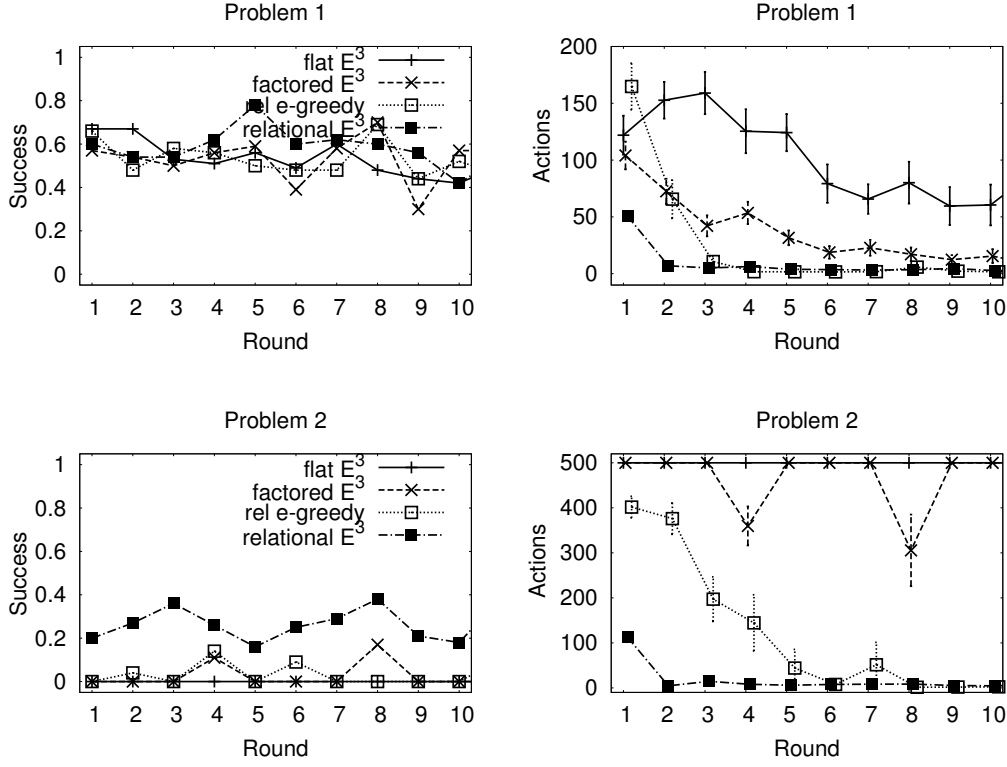 Problem 1
Success
1
0.8
0.6
0.4
0.2
0
flat E³
factored E³
rel e-greedy
relational E³
1 2 3 4 5 6 7 8 9 10
Round
Problem 1
Actions
200
150
100
50
0
1 2 3 4 5 6 7 8 9 10
Round
Problem 2
Success
1
0.8
0.6
0.4
0.2
0
flat E³
factored E³
rel e-greedy
relational E³
1 2 3 4 5 6 7 8 9 10
Round
Problem 2
Actions
500
400
300
200
100
0
1 2 3 4 5 6 7 8 9 10
Round